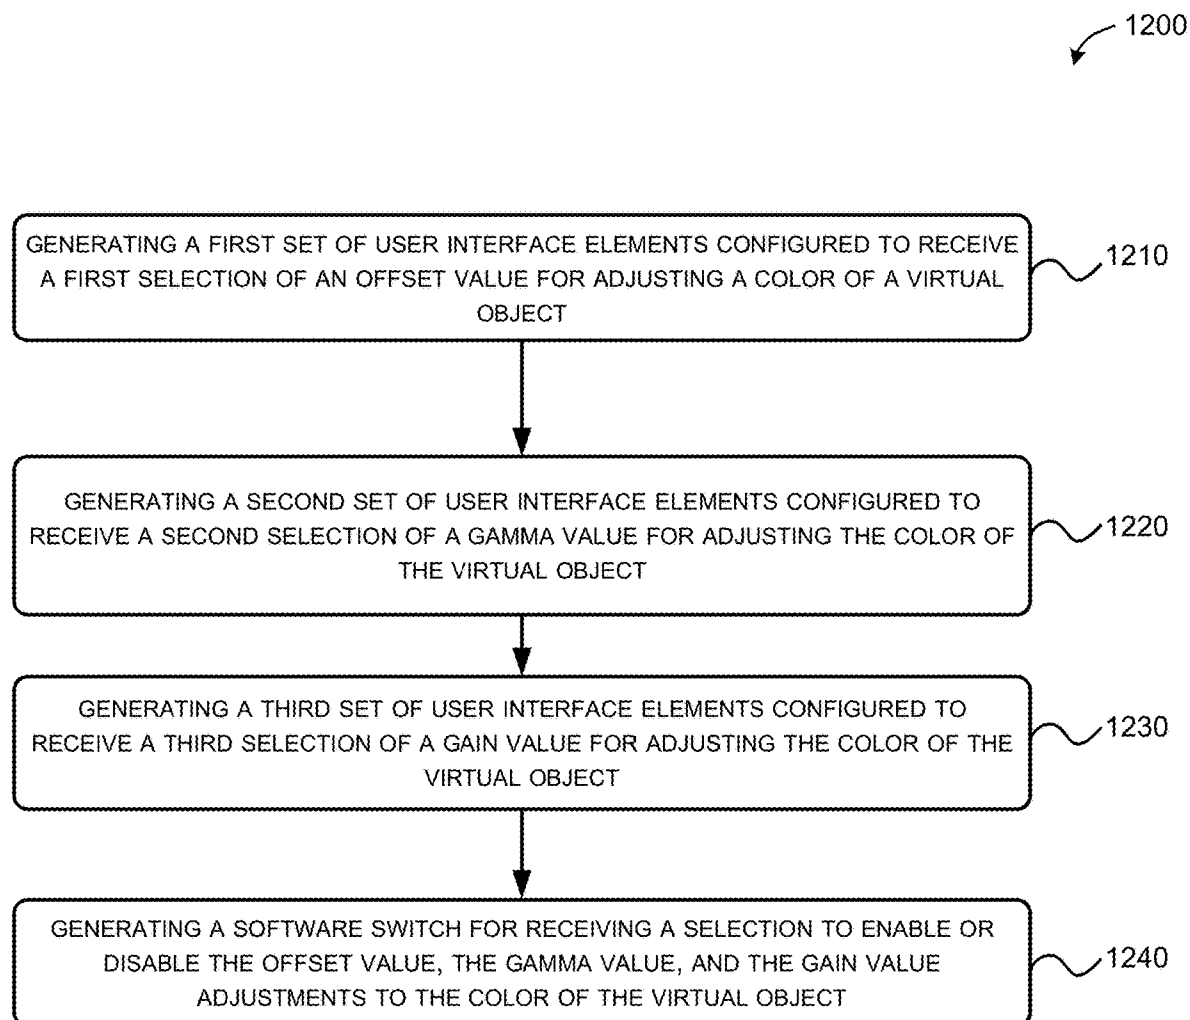 1200
GENERATING A FIRST SET OF USER INTERFACE ELEMENTS CONFIGURED TO RECEIVE
A FIRST SELECTION OF AN OFFSET VALUE FOR ADJUSTING A COLOR OF A VIRTUAL
OBJECT
1210
GENERATING A SECOND SET OF USER INTERFACE ELEMENTS CONFIGURED TO
RECEIVE A SECOND SELECTION OF A GAMMA VALUE FOR ADJUSTING THE COLOR OF
THE VIRTUAL OBJECT
1220
GENERATING A THIRD SET OF USER INTERFACE ELEMENTS CONFIGURED TO
RECEIVE A THIRD SELECTION OF A GAIN VALUE FOR ADJUSTING THE COLOR OF THE
VIRTUAL OBJECT
1230
GENERATING A SOFTWARE SWITCH FOR RECEIVING A SELECTION TO ENABLE OR
DISABLE THE OFFSET VALUE, THE GAMMA VALUE, AND THE GAIN VALUE
ADJUSTMENTS TO THE COLOR OF THE VIRTUAL OBJECT
1240